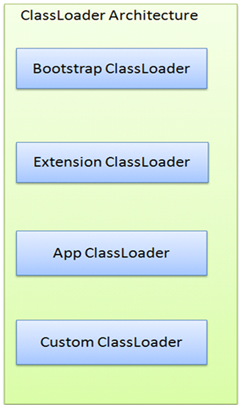 ClassLoader Architecture
Bootstrap ClassLoader
Extension ClassLoader
App ClassLoader
Custom ClassLoader